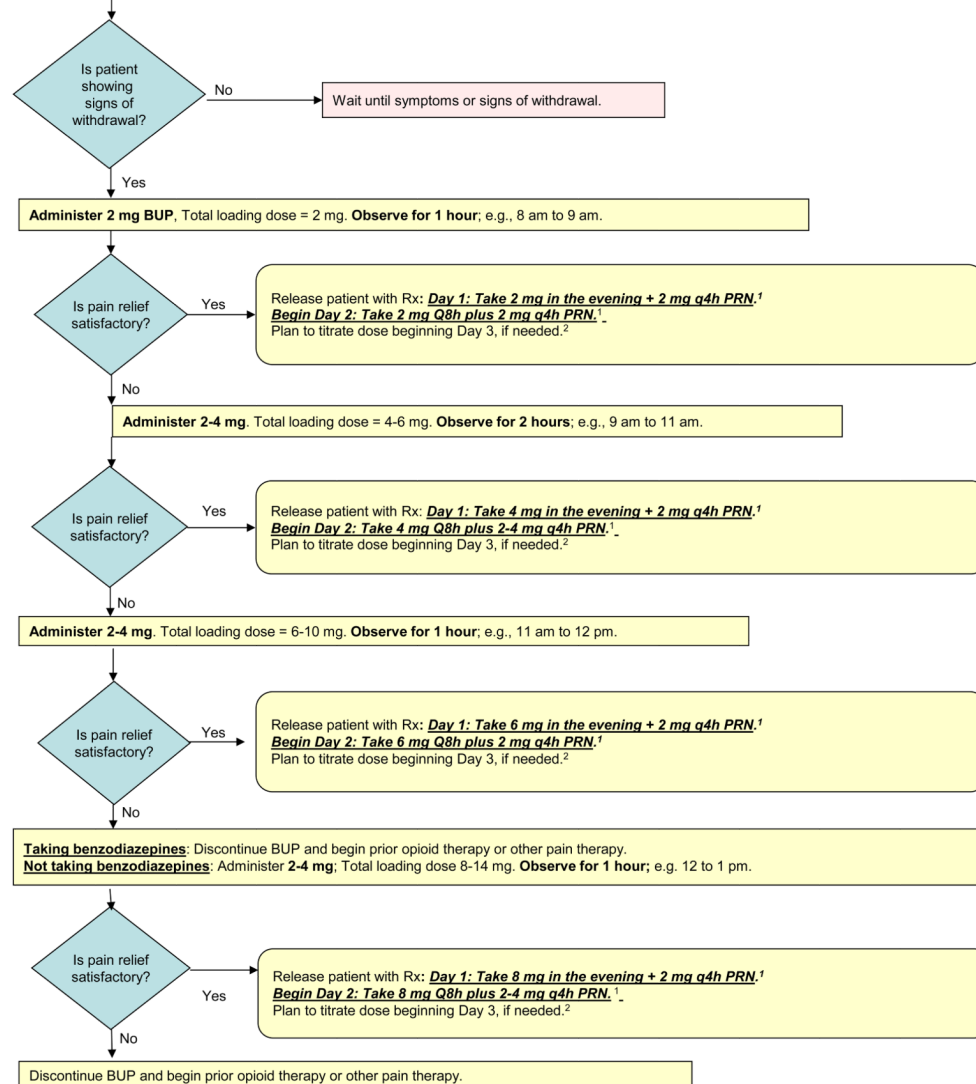 Is patient
showing
signs of
withdrawal?
No
Wait until symptoms or signs of withdrawal.
Yes
Administer 2 mg BUP, Total loading dose = 2 mg. Observe for 1 hour; e.g., 8 am to 9 am.
Is pain relief
satisfactory?
Yes
Release patient with Rx: Day 1: Take 2 mg in the evening + 2 mg q4h PRN.¹
Begin Day 2: Take 2 mg Q8h plus 2 mg q4h PRN.¹
Plan to titrate dose beginning Day 3, if needed.²
No
Administer 2-4 mg. Total loading dose = 4-6 mg. Observe for 2 hours; e.g., 9 am to 11 am.
Is pain relief
satisfactory?
Yes
Release patient with Rx: Day 1: Take 4 mg in the evening + 2 mg q4h PRN.¹
Begin Day 2: Take 4 mg Q8h plus 2-4 mg q4h PRN.¹
Plan to titrate dose beginning Day 3, if needed.²
No
Administer 2-4 mg. Total loading dose = 6-10 mg. Observe for 1 hour; e.g., 11 am to 12 pm.
Is pain relief
satisfactory?
Yes
Release patient with Rx: Day 1: Take 6 mg in the evening + 2 mg q4h PRN.¹
Begin Day 2: Take 6 mg Q8h plus 2 mg q4h PRN.¹
Plan to titrate dose beginning Day 3, if needed.²
No
Taking benzodiazepines: Discontinue BUP and begin prior opioid therapy or other pain therapy.
Not taking benzodiazepines: Administer 2-4 mg; Total loading dose 8-14 mg. Observe for 1 hour; e.g. 12 to 1 pm.
Is pain relief
satisfactory?
Yes
Release patient with Rx: Day 1: Take 8 mg in the evening + 2 mg q4h PRN.¹
Begin Day 2: Take 8 mg Q8h plus 2-4 mg q4h PRN. ¹
Plan to titrate dose beginning Day 3, if needed.²
No
Discontinue BUP and begin prior opioid therapy or other pain therapy.